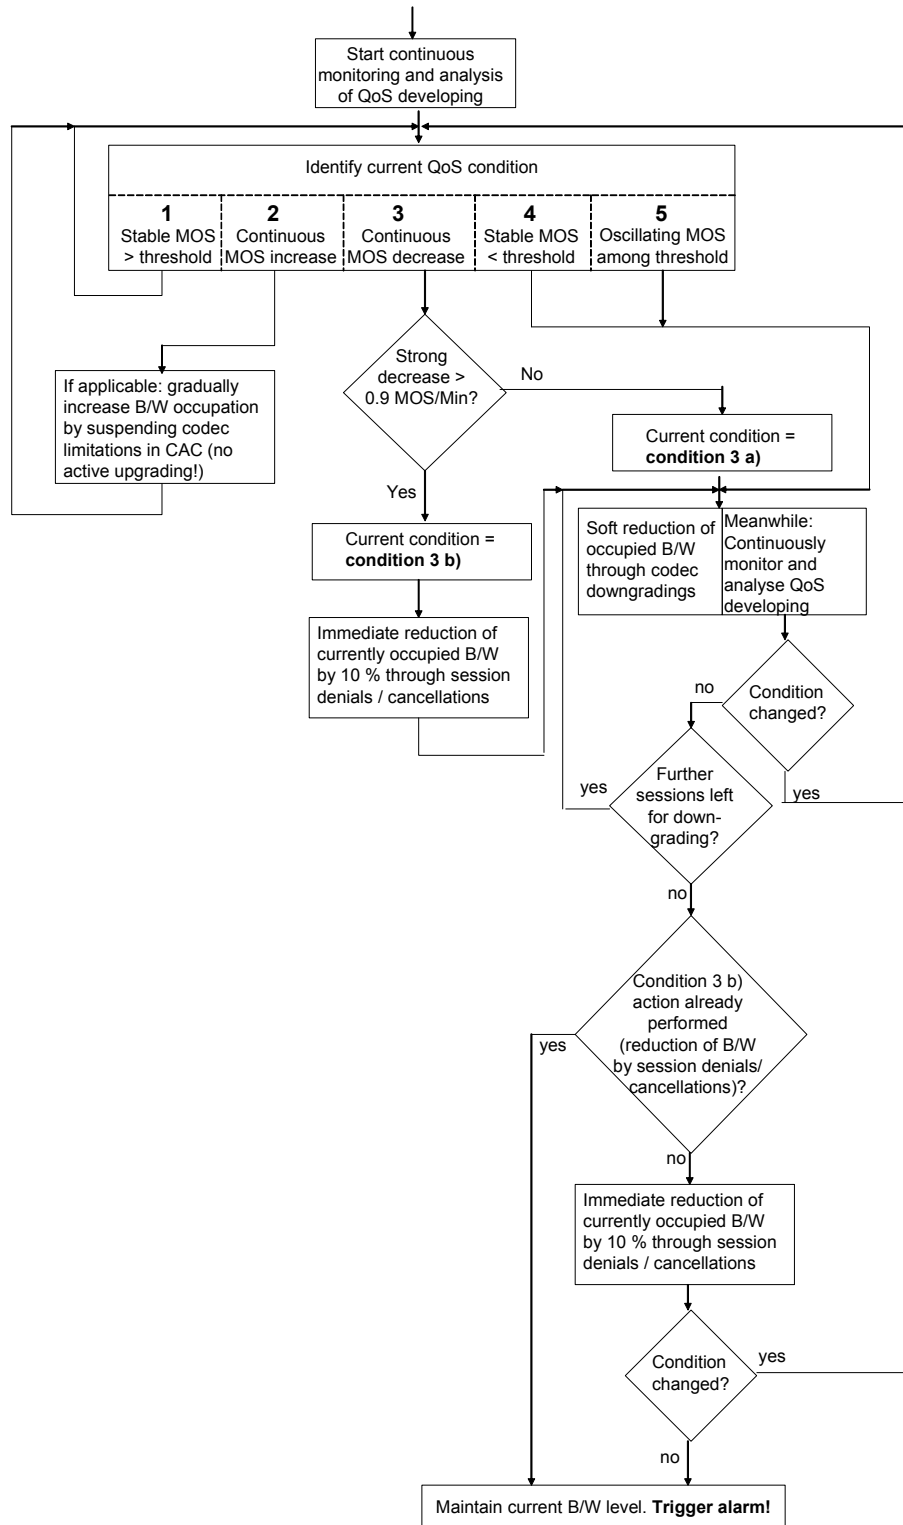 Start continuous
monitoring and analysis
of QoS developing
Identify current QoS condition
1
Stable MOS
> threshold
2
Continuous
MOS increase
3
Continuous
MOS decrease
4
Stable MOS
< threshold
5
Oscillating MOS
among threshold
Strong
decrease >
0.9 MOS/Min?
No
If applicable: gradually
increase B/W occupation
by suspending codec
limitations in CAC (no
active upgrading!)
Current condition =
condition 3 a)
Yes
Current condition =
condition 3 b)
Soft reduction of
occupied B/W
through codec
downgradings
Meanwhile:
Continuously
monitor and
analyse QoS
developing
Immediate reduction of
currently occupied B/W
by 10 % through session
denials / cancellations
no
Condition
changed?
yes
Further
sessions left
for down-
grading?
yes
no
Condition 3 b)
action already
performed
(reduction of B/W
by session denials/
cancellations)?
yes
no
Immediate reduction of
currently occupied B/W
by 10 % through session
denials / cancellations
Condition
changed?
yes
no
Maintain current B/W level. Trigger alarm!